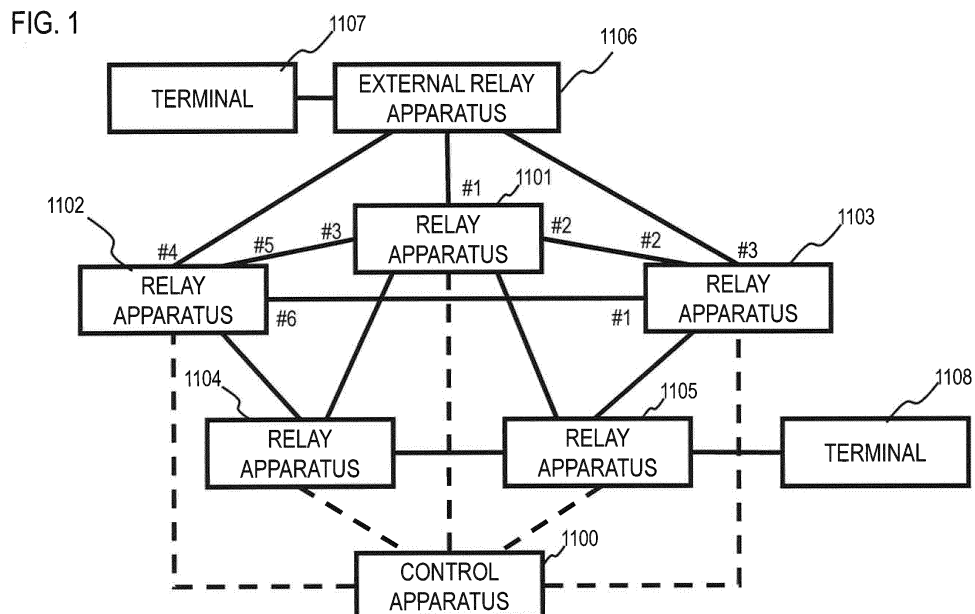 FIG. 1
1107
1106
TERMINAL
EXTERNAL RELAY
APPARATUS
#1
1101
1102
1103
RELAY
APPARATUS
#4
#5
#3
#2
#2
#3
RELAY
APPARATUS
RELAY
APPARATUS
#6
#1
1104
1105
1108
RELAY
APPARATUS
RELAY
APPARATUS
TERMINAL
1100
CONTROL
APPARATUS